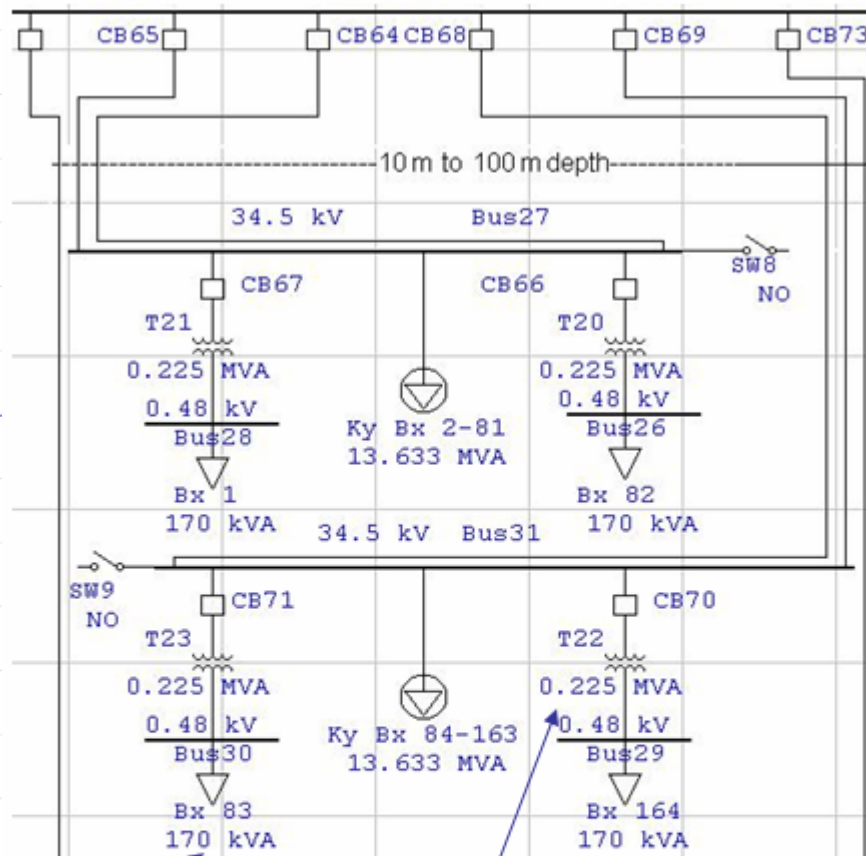 CB65
CB64
CB68
CB69
CB73
10 m to 100 m depth
34.5 kV
Bus27
SW8
NO
CB67
CB66
T21
T20
0.225 MVA
0.225 MVA
0.48 kV
0.48 kV
Bus28
Ky Bx 2-81
Bus26
13.633 MVA
Bx 1
Bx 82
170 kVA
170 kVA
34.5 kV
Bus31
SW9
NO
CB71
CB70
T23
T22
0.225 MVA
0.225 MVA
0.48 kV
Ky Bx 84-163
0.48 kV
Bus30
13.633 MVA
Bus29
Bx 83
Bx 164
170 kVA
170 kVA